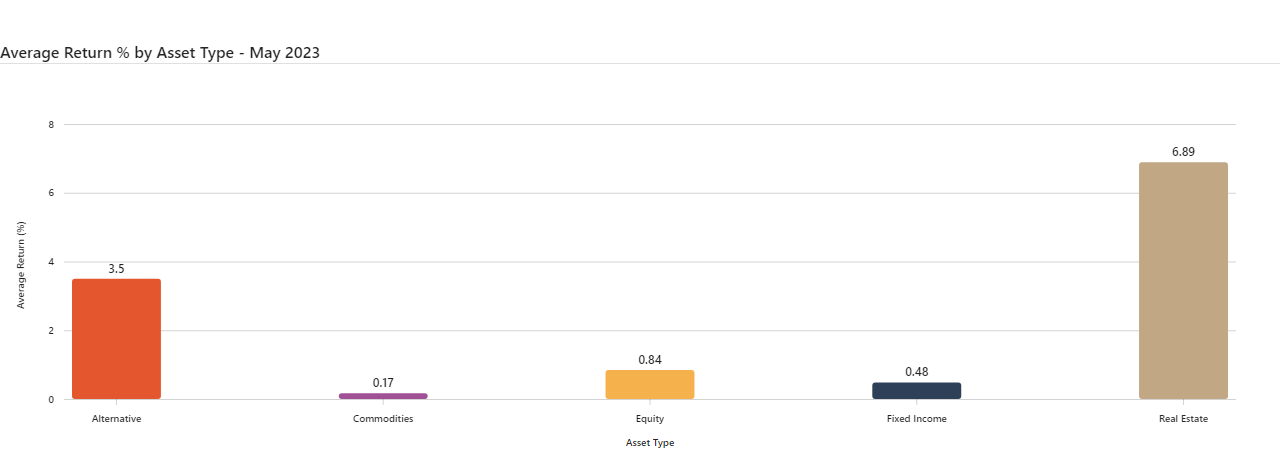 Average Return % by Asset Type - May 2023
8
6
4
2
0
Average Return (%)
3.5
0.17
0.84
0.48
6.89
Alternative
Commodities
Equity
Fixed Income
Real Estate
Asset Type